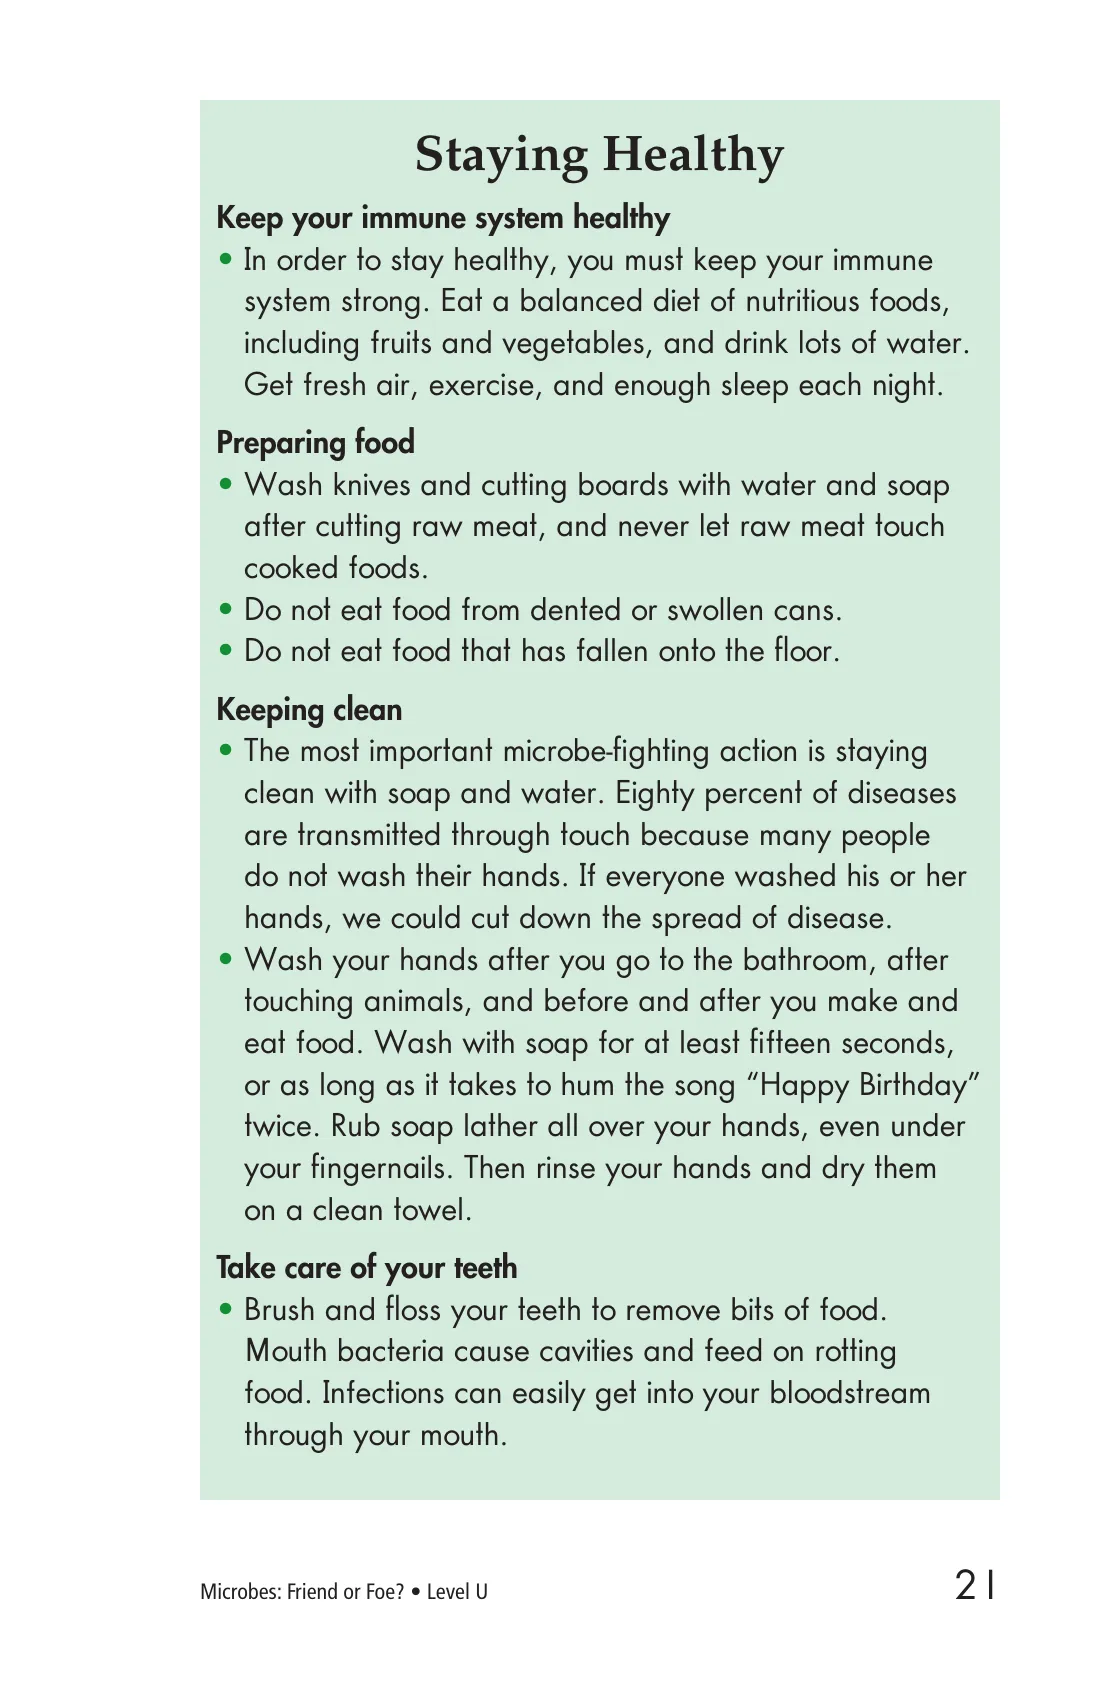 Staying Healthy
Keep your immune system healthy
• In order to stay healthy, you must keep your immune
system strong. Eat a balanced diet of nutritious foods,
including fruits and vegetables, and drink lots of water.
Get fresh air, exercise, and enough sleep each night.
Preparing food
• Wash knives and cutting boards with water and soap
after cutting raw meat, and never let raw meat touch
cooked foods.
• Do not eat food from dented or swollen cans.
• Do not eat food that has fallen onto the floor.
Keeping clean
• The most important microbe-fighting action is staying
clean with soap and water. Eighty percent of diseases
are transmitted through touch because many people
do not wash their hands. If everyone washed his or her
hands, we could cut down the spread of disease.
• Wash your hands after you go to the bathroom, after
touching animals, and before and after you make and
eat food. Wash with soap for at least fifteen seconds,
or as long as it takes to hum the song “Happy Birthday”
twice. Rub soap lather all over your hands, even under
your fingernails. Then rinse your hands and dry them
on a clean towel.
Take care of your teeth
• Brush and floss your teeth to remove bits of food.
Mouth bacteria cause cavities and feed on rotting
food. Infections can easily get into your bloodstream
through your mouth.
Microbes: Friend or Foe? • Level U
21